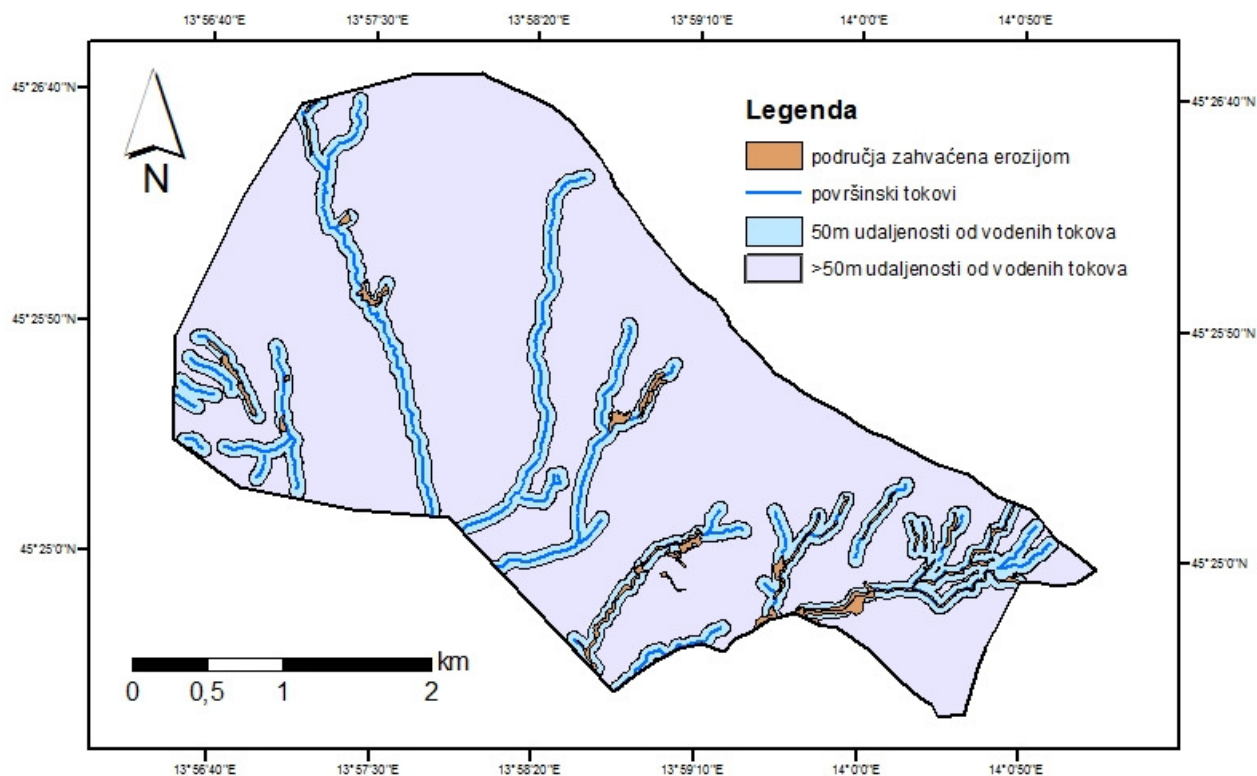 13°56'40"E 13°57'30"E 13°58'20"E 13°59'10"E 14°0'0"E 14°0'50"E
45°26'40"N 45°26'40"N
N
Legenda
područja zahvaćena erozijom
površinski tokovi
50m udaljenosti od vodenih tokova
>50m udaljenosti od vodenih tokova
45°25'50"N 45°25'50"N
45°25'0"N 45°25'0"N
km
0 0,5 1 2
13°56'40"E 13°57'30"E 13°58'20"E 13°59'10"E 14°0'0"E 14°0'50"E